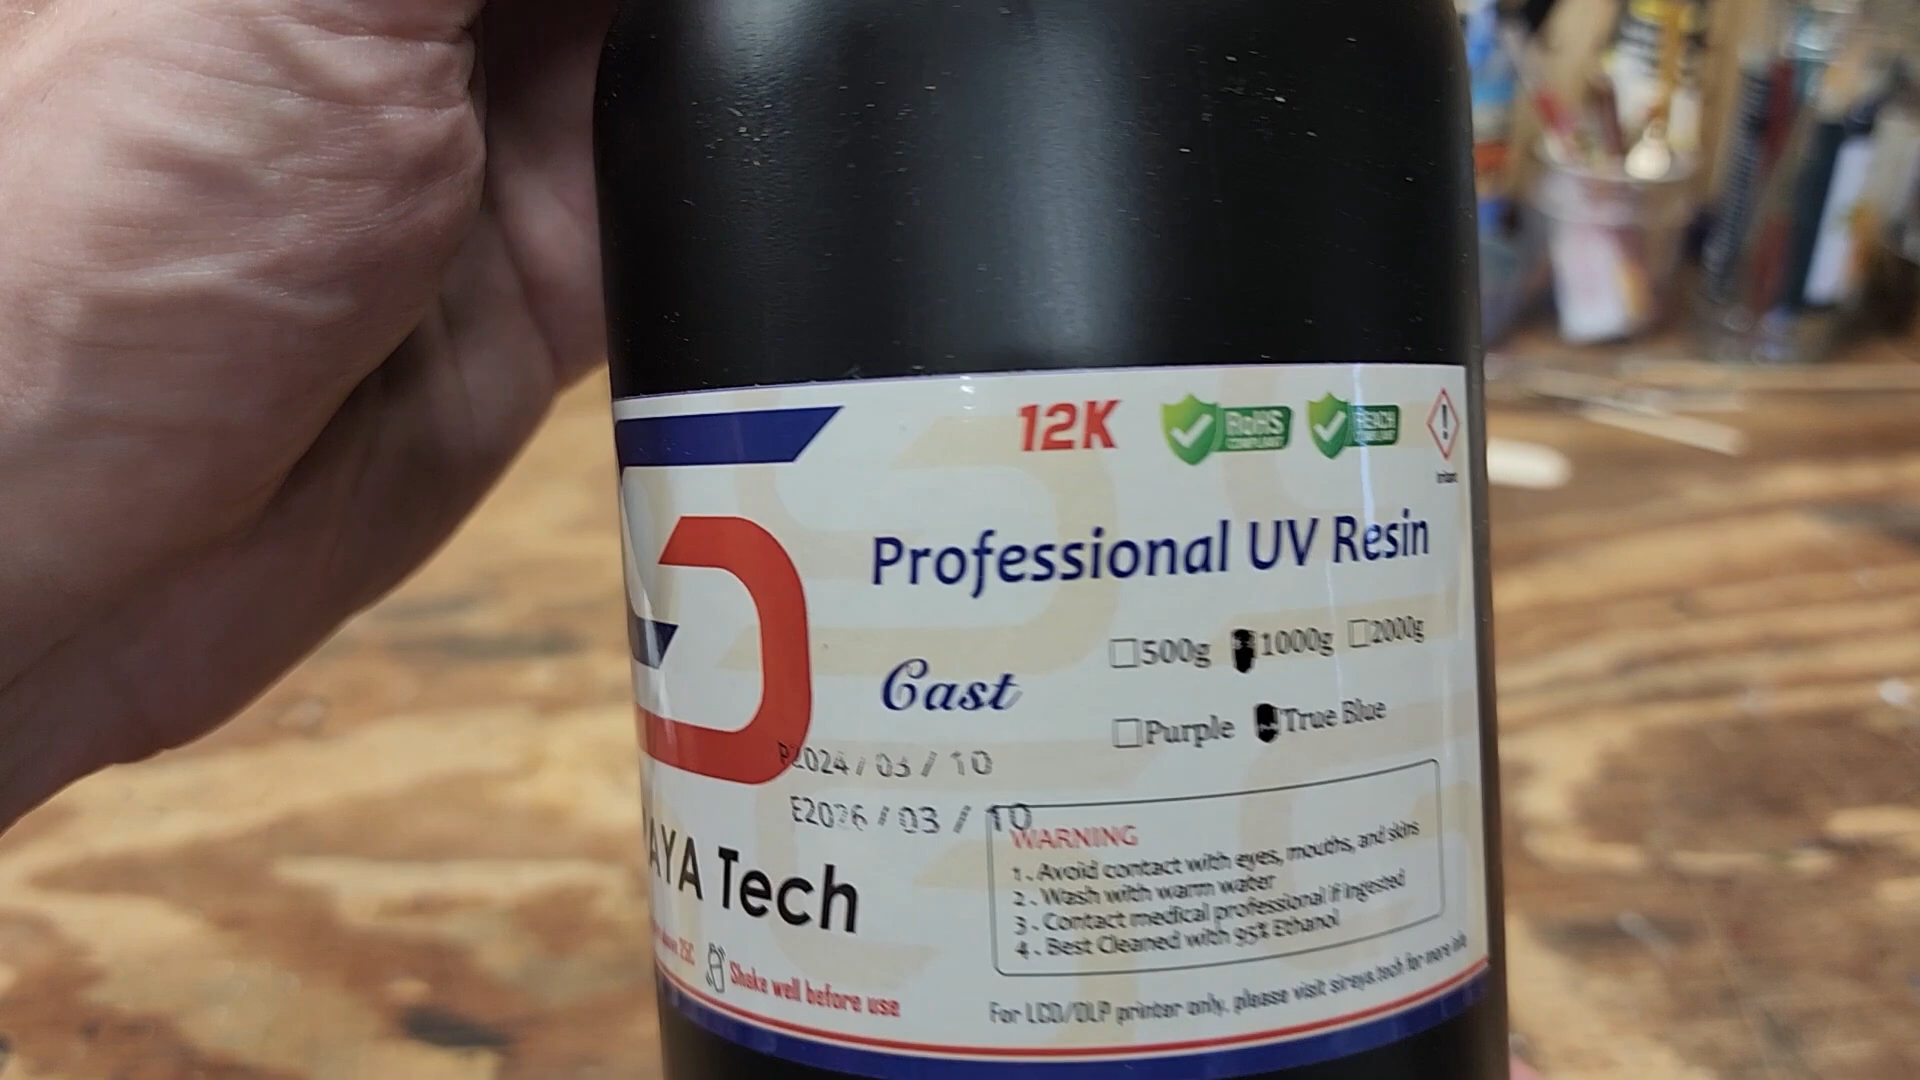 12K
RoHS
REACH
Professional UV Resin
500g 1000g 2000g
Cast
Purple True Blue
P2024/03/10
E2026/03/10
AYA Tech
WARNING
1. Avoid contact with eyes, mouths, and skins
2. Wash with warm water
3. Contact medical professional if ingested
4. Best Cleaned with 95% Ethanol
above 25C
Shake well before use
For LCD/DLP printer only, please visit siraya.tech for more info